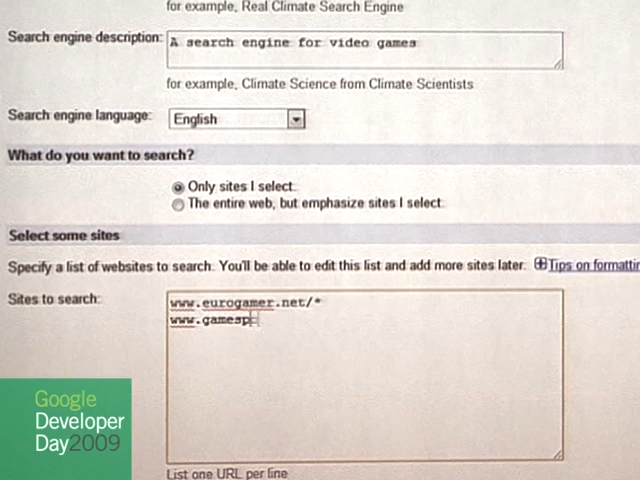 for example, Real Climate Search Engine
Search engine description: A search engine for video games
for example, Climate Science from Climate Scientists
Search engine language: English
What do you want to search?
Only sites I select.
The entire web, but emphasize sites I select.
Select some sites
Specify a list of websites to search. You'll be able to edit this list and add more sites later. Tips on formattin
Sites to search: www.eurogamer.net/*
www.gamesp
List one URL per line
Google
Developer
Day2009